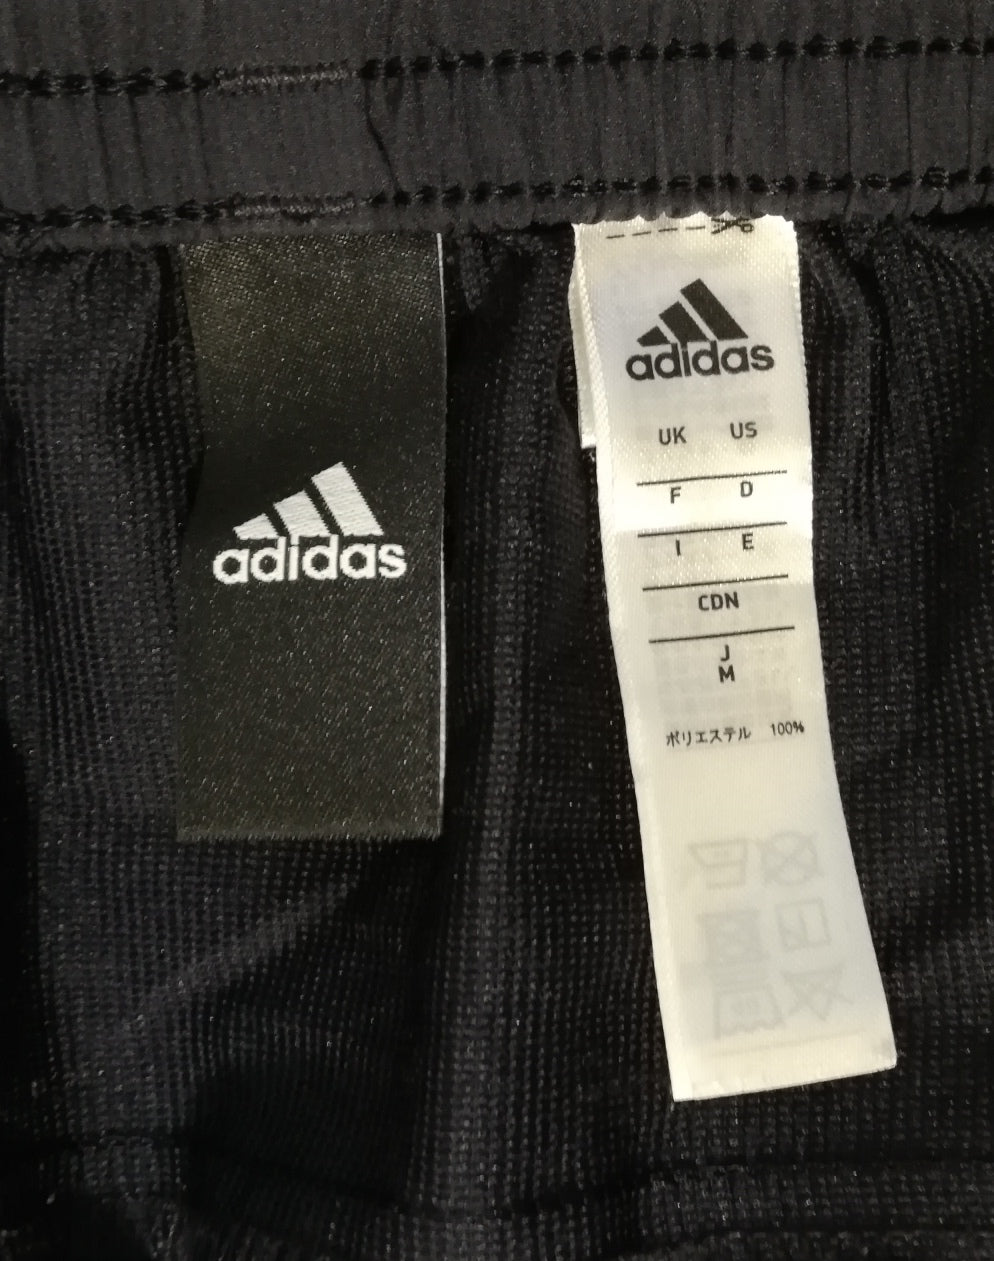 adidas
adidas
UK US
F D
I E
CDN
J
M
ポリエステル 100%